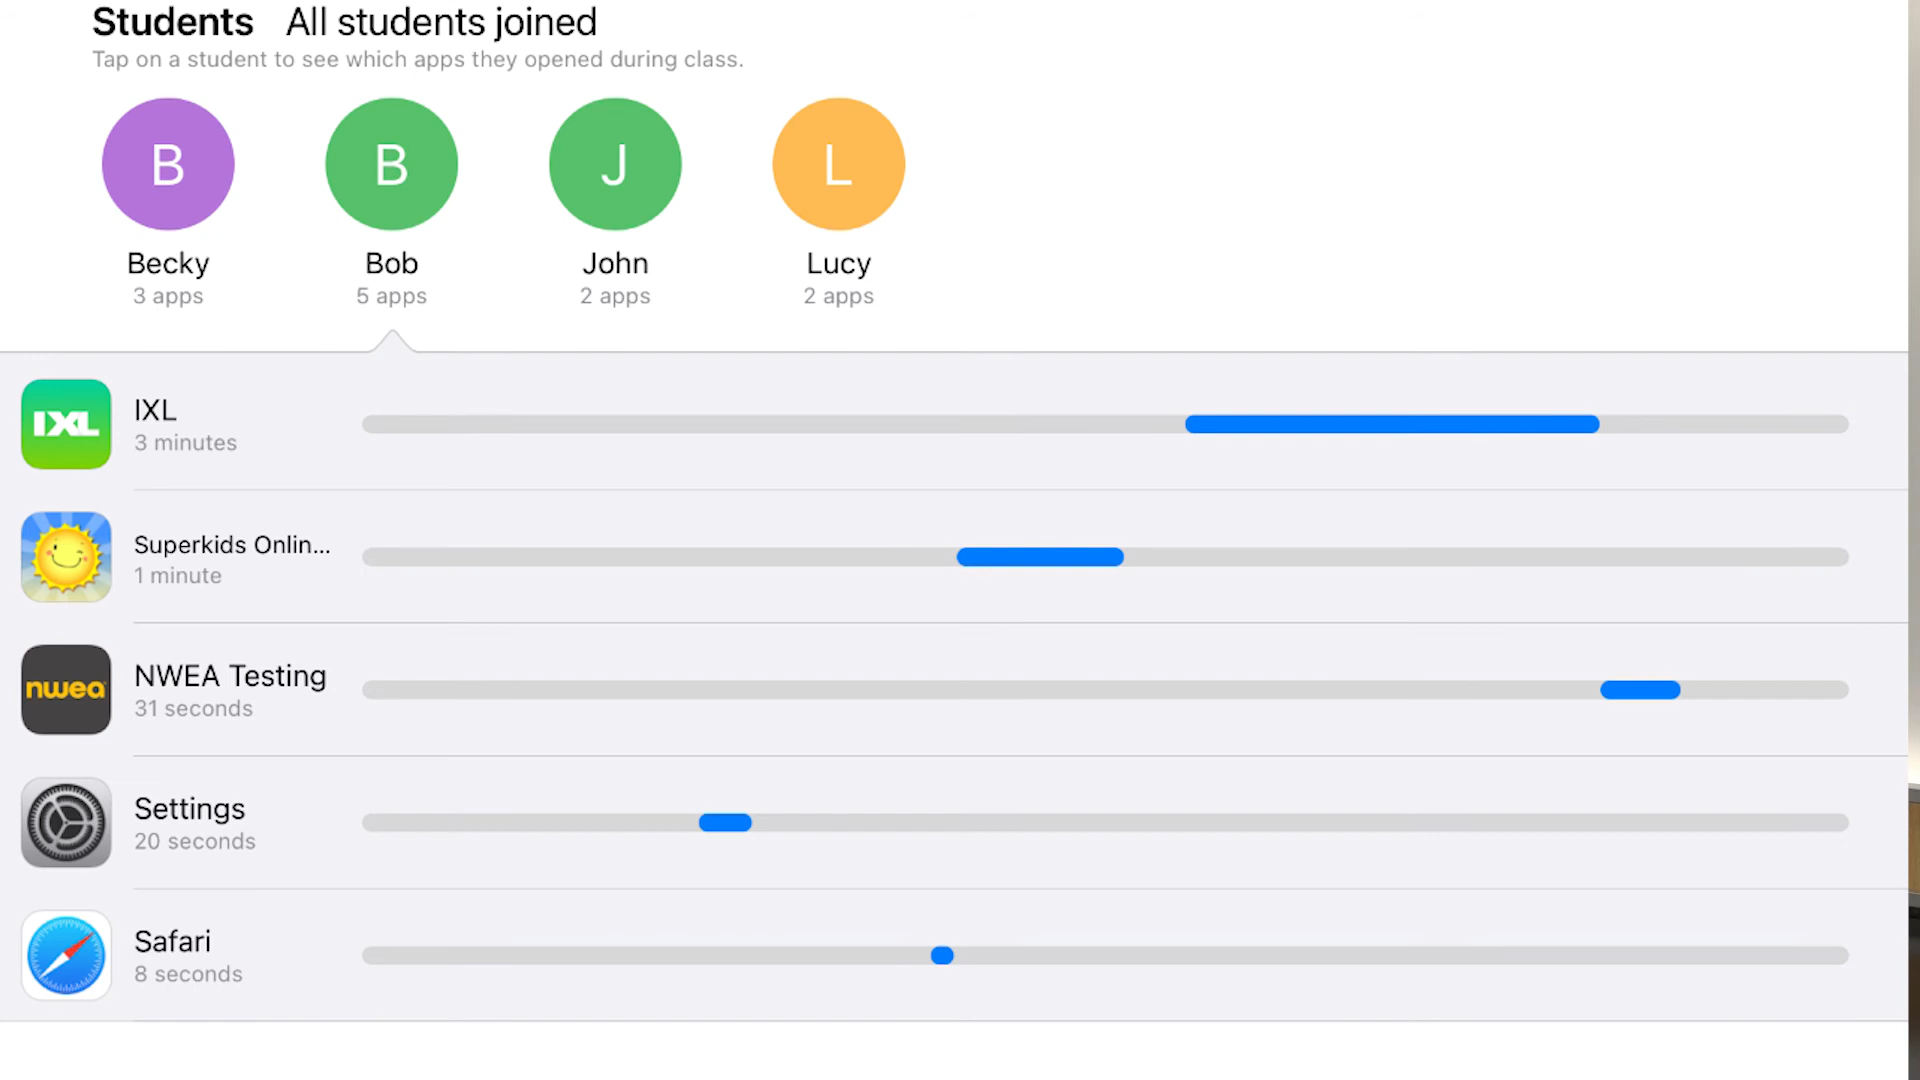 Students All students joined
Tap on a student to see which apps they opened during class.
B B J L
Becky Bob John Lucy
3 apps 5 apps 2 apps 2 apps
IXL
IXL
3 minutes
Superkids Onlin...
1 minute
nwea
NWEA Testing
31 seconds
Settings
20 seconds
Safari
8 seconds